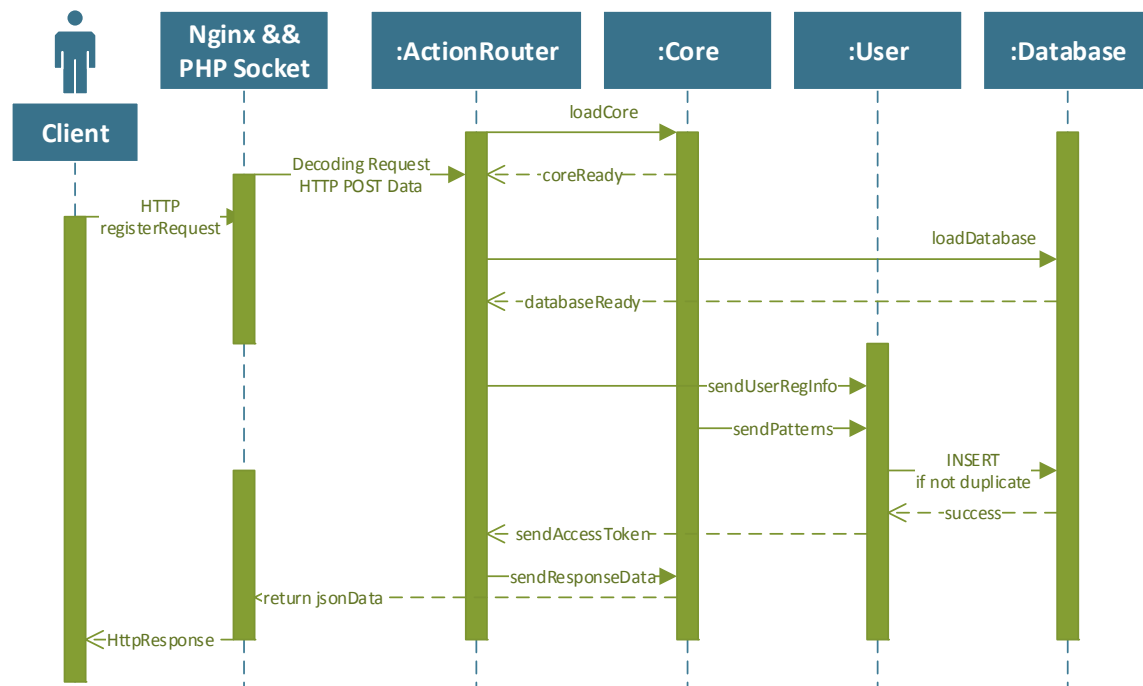 Nginx &&
PHP Socket
:ActionRouter
:Core
:User
:Database
Client
loadCore
Decoding Request
HTTP POST Data
coreReady
HTTP
registerRequest
loadDatabase
databaseReady
sendUserRegInfo
sendPatterns
INSERT
if not duplicate
success
sendAccessToken
sendResponseData
return jsonData
HttpResponse